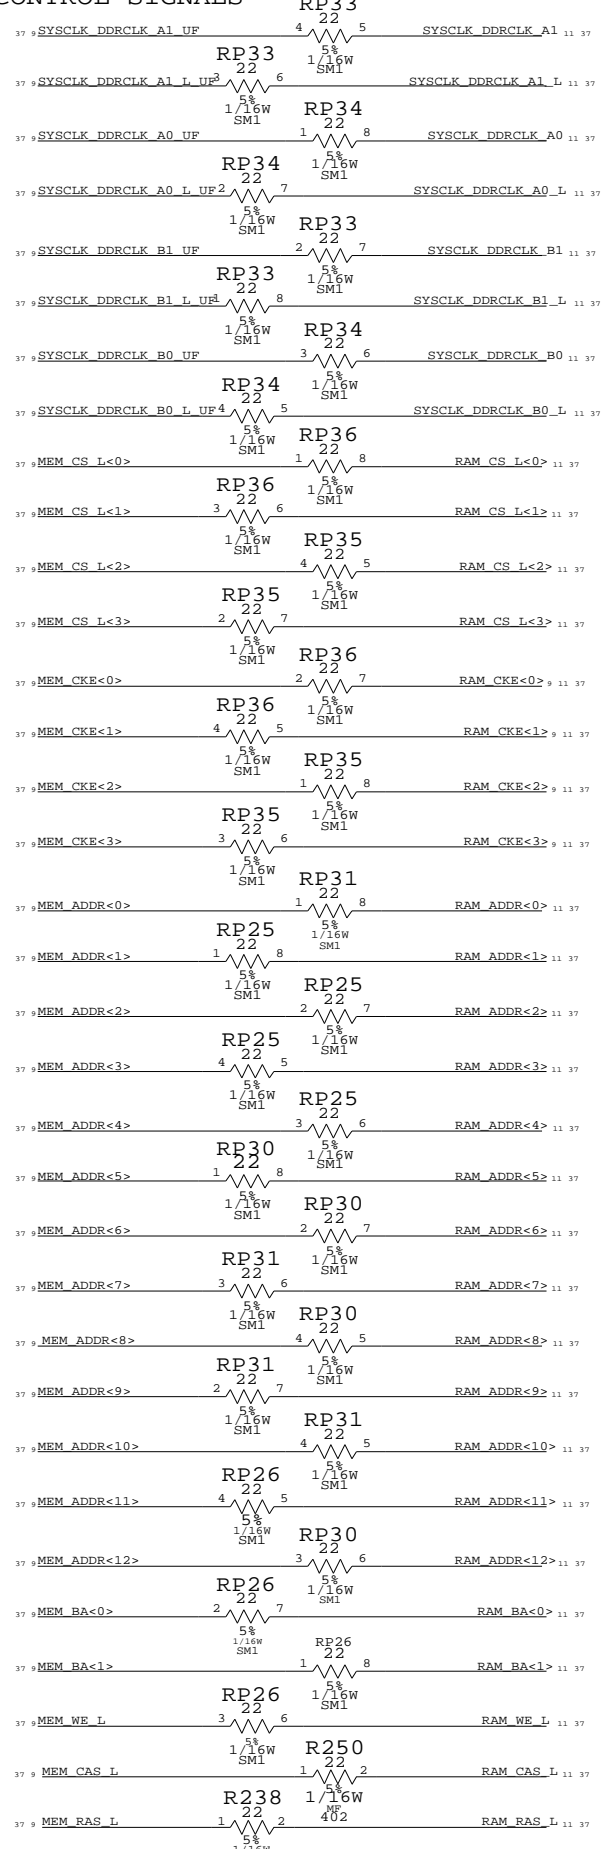 CONTROL SIGNALS
RP33
37 9 SYSCLK_DDRCLK_A1_UF 4 22 5 SYSCLK_DDRCLK_A1 11 37
5%
1/16W
SM1
RP33
22
37 9 SYSCLK_DDRCLK_A1_L_UF 3 6 SYSCLK_DDRCLK_A1_L 11 37
5%
1/16W
SM1
RP34
22
37 9 SYSCLK_DDRCLK_A0_UF 1 8 SYSCLK_DDRCLK_A0 11 37
5%
1/16W
SM1
RP34
22
37 9 SYSCLK_DDRCLK_A0_L_UF 2 7 SYSCLK_DDRCLK_A0_L 11 37
5%
1/16W
SM1
RP33
22
37 9 SYSCLK_DDRCLK_B1_UF 2 7 SYSCLK_DDRCLK_B1 11 37
5%
1/16W
SM1
RP33
22
37 9 SYSCLK_DDRCLK_B1_L_UF 1 8 SYSCLK_DDRCLK_B1_L 11 37
5%
1/16W
SM1
RP34
22
37 9 SYSCLK_DDRCLK_B0_UF 3 6 SYSCLK_DDRCLK_B0 11 37
5%
1/16W
SM1
RP34
22
37 9 SYSCLK_DDRCLK_B0_L_UF 4 5 SYSCLK_DDRCLK_B0_L 11 37
5%
1/16W
SM1
RP36
22
37 9 MEM_CS_L<0> 1 8 RAM_CS_L<0> 11 37
5%
1/16W
SM1
RP36
22
37 9 MEM_CS_L<1> 3 6 RAM_CS_L<1> 11 37
5%
1/16W
SM1
RP35
22
37 9 MEM_CS_L<2> 4 5 RAM_CS_L<2> 11 37
5%
1/16W
SM1
RP35
22
37 9 MEM_CS_L<3> 2 7 RAM_CS_L<3> 11 37
5%
1/16W
SM1
RP36
22
37 9 MEM_CKE<0> 2 7 RAM_CKE<0> 9 11 37
5%
1/16W
SM1
RP36
22
37 9 MEM_CKE<1> 4 5 RAM_CKE<1> 9 11 37
5%
1/16W
SM1
RP35
22
37 9 MEM_CKE<2> 1 8 RAM_CKE<2> 9 11 37
5%
1/16W
SM1
RP35
22
37 9 MEM_CKE<3> 3 6 RAM_CKE<3> 9 11 37
5%
1/16W
SM1
RP31
22
37 9 MEM_ADDR<0> 1 8 RAM_ADDR<0> 11 37
5%
1/16W
SM1
RP25
22
37 9 MEM_ADDR<1> 1 8 RAM_ADDR<1> 11 37
5%
1/16W
SM1
RP25
22
37 9 MEM_ADDR<2> 2 7 RAM_ADDR<2> 11 37
5%
1/16W
SM1
RP25
22
37 9 MEM_ADDR<3> 4 5 RAM_ADDR<3> 11 37
5%
1/16W
SM1
RP25
22
37 9 MEM_ADDR<4> 3 6 RAM_ADDR<4> 11 37
5%
1/16W
SM1
RP30
22
37 9 MEM_ADDR<5> 1 8 RAM_ADDR<5> 11 37
5%
1/16W
SM1
RP30
22
37 9 MEM_ADDR<6> 2 7 RAM_ADDR<6> 11 37
5%
1/16W
SM1
RP31
22
37 9 MEM_ADDR<7> 3 6 RAM_ADDR<7> 11 37
5%
1/16W
SM1
RP30
22
37 9 MEM_ADDR<8> 4 5 RAM_ADDR<8> 11 37
5%
1/16W
SM1
RP31
22
37 9 MEM_ADDR<9> 2 7 RAM_ADDR<9> 11 37
5%
1/16W
SM1
RP31
22
37 9 MEM_ADDR<10> 4 5 RAM_ADDR<10> 11 37
5%
1/16W
SM1
RP26
22
37 9 MEM_ADDR<11> 4 5 RAM_ADDR<11> 11 37
5%
1/16W
SM1
RP30
22
37 9 MEM_ADDR<12> 3 6 RAM_ADDR<12> 11 37
5%
1/16W
SM1
RP26
22
37 9 MEM_BA<0> 2 7 RAM_BA<0> 11 37
5%
1/16W
SM1
RP26
22
37 9 MEM_BA<1> 1 8 RAM_BA<1> 11 37
5%
1/16W
SM1
RP26
22
37 9 MEM_WE_L 3 6 RAM_WE_L 11 37
5%
1/16W
SM1
R250
22
37 9 MEM_CAS_L 1 2 RAM_CAS_L 11 37
5%
1/16W
MF
402
R238
22
37 9 MEM_RAS_L 1 2 RAM_RAS_L 11 37
5%
1/16W